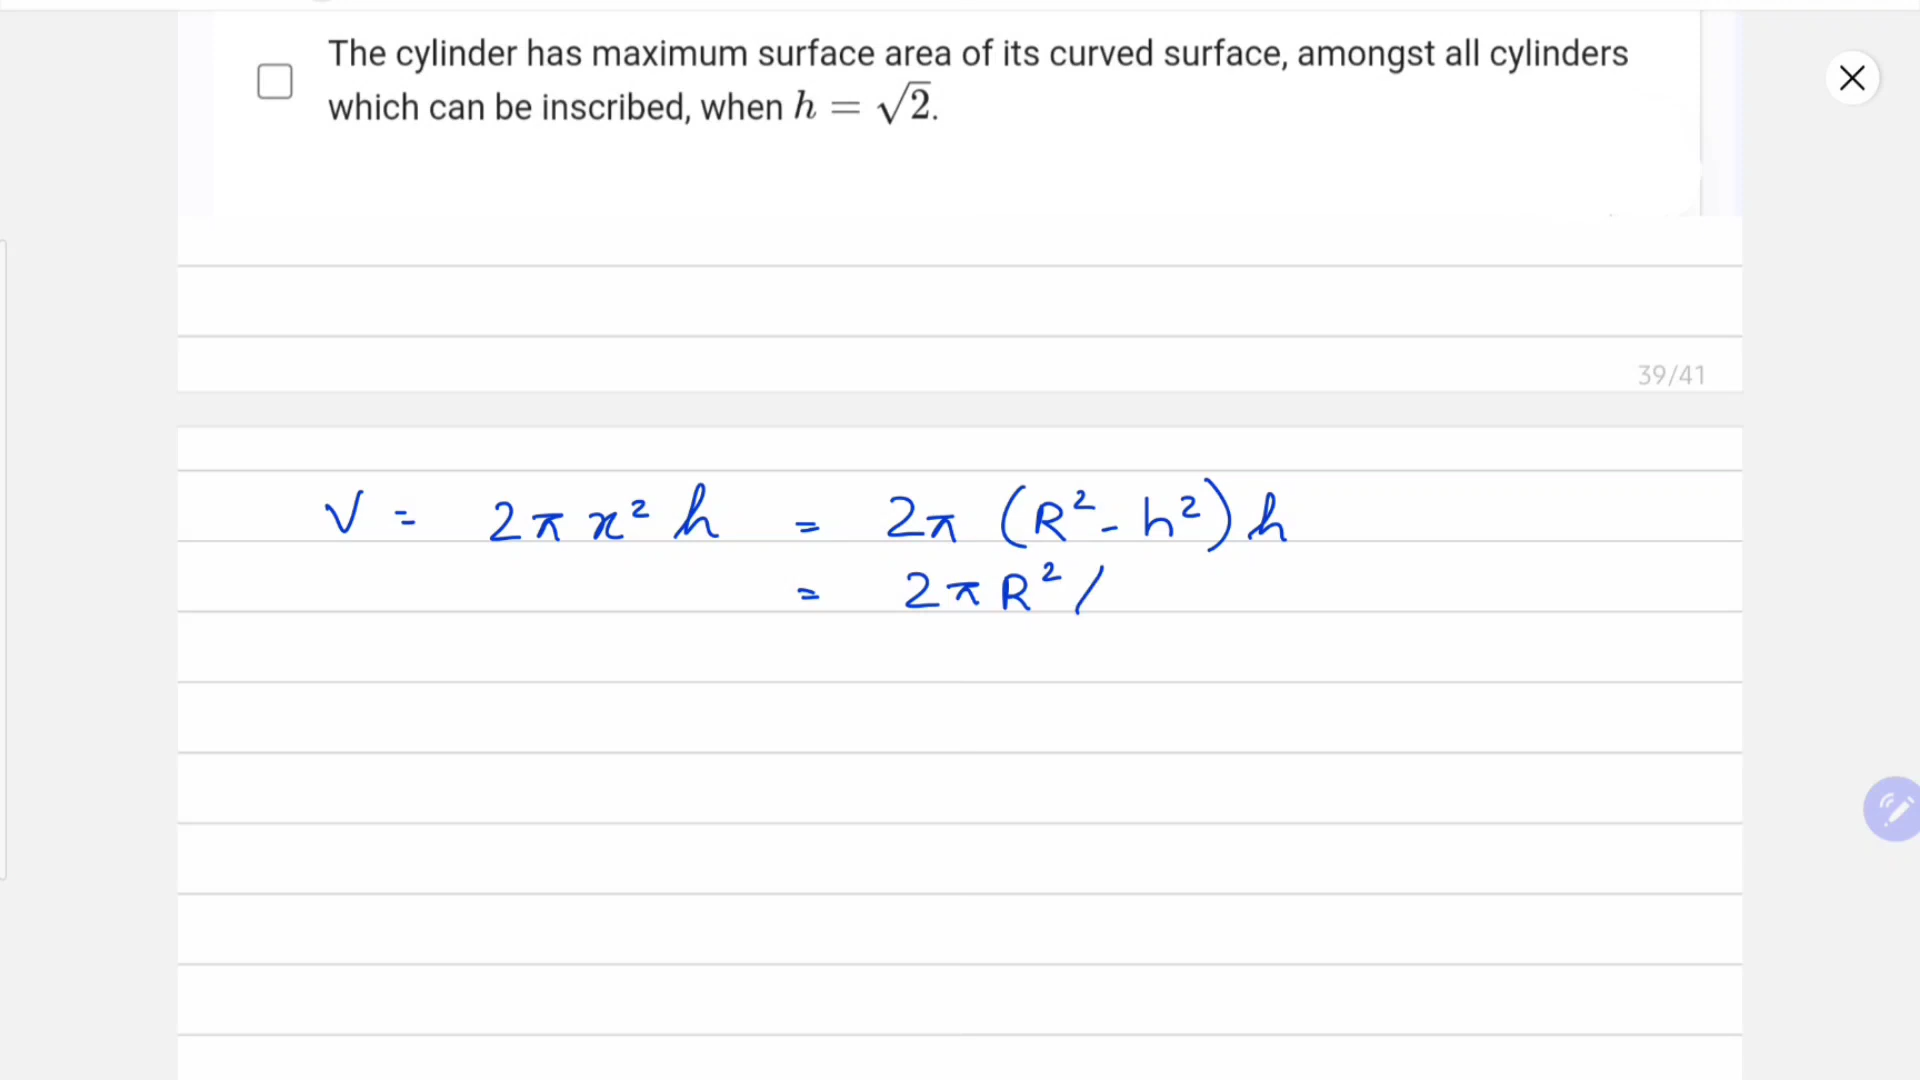 The cylinder has maximum surface area of its curved surface, amongst all cylinders
which can be inscribed, when h = √2.
39/41
V = 2π x² h = 2π (R² - h²) h
= 2π R² /